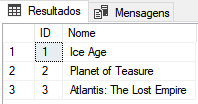 Resultados Mensagens
ID Nome
1 1 Ice Age
2 2 Planet of Teasure
3 3 Atlantis: The Lost Empire